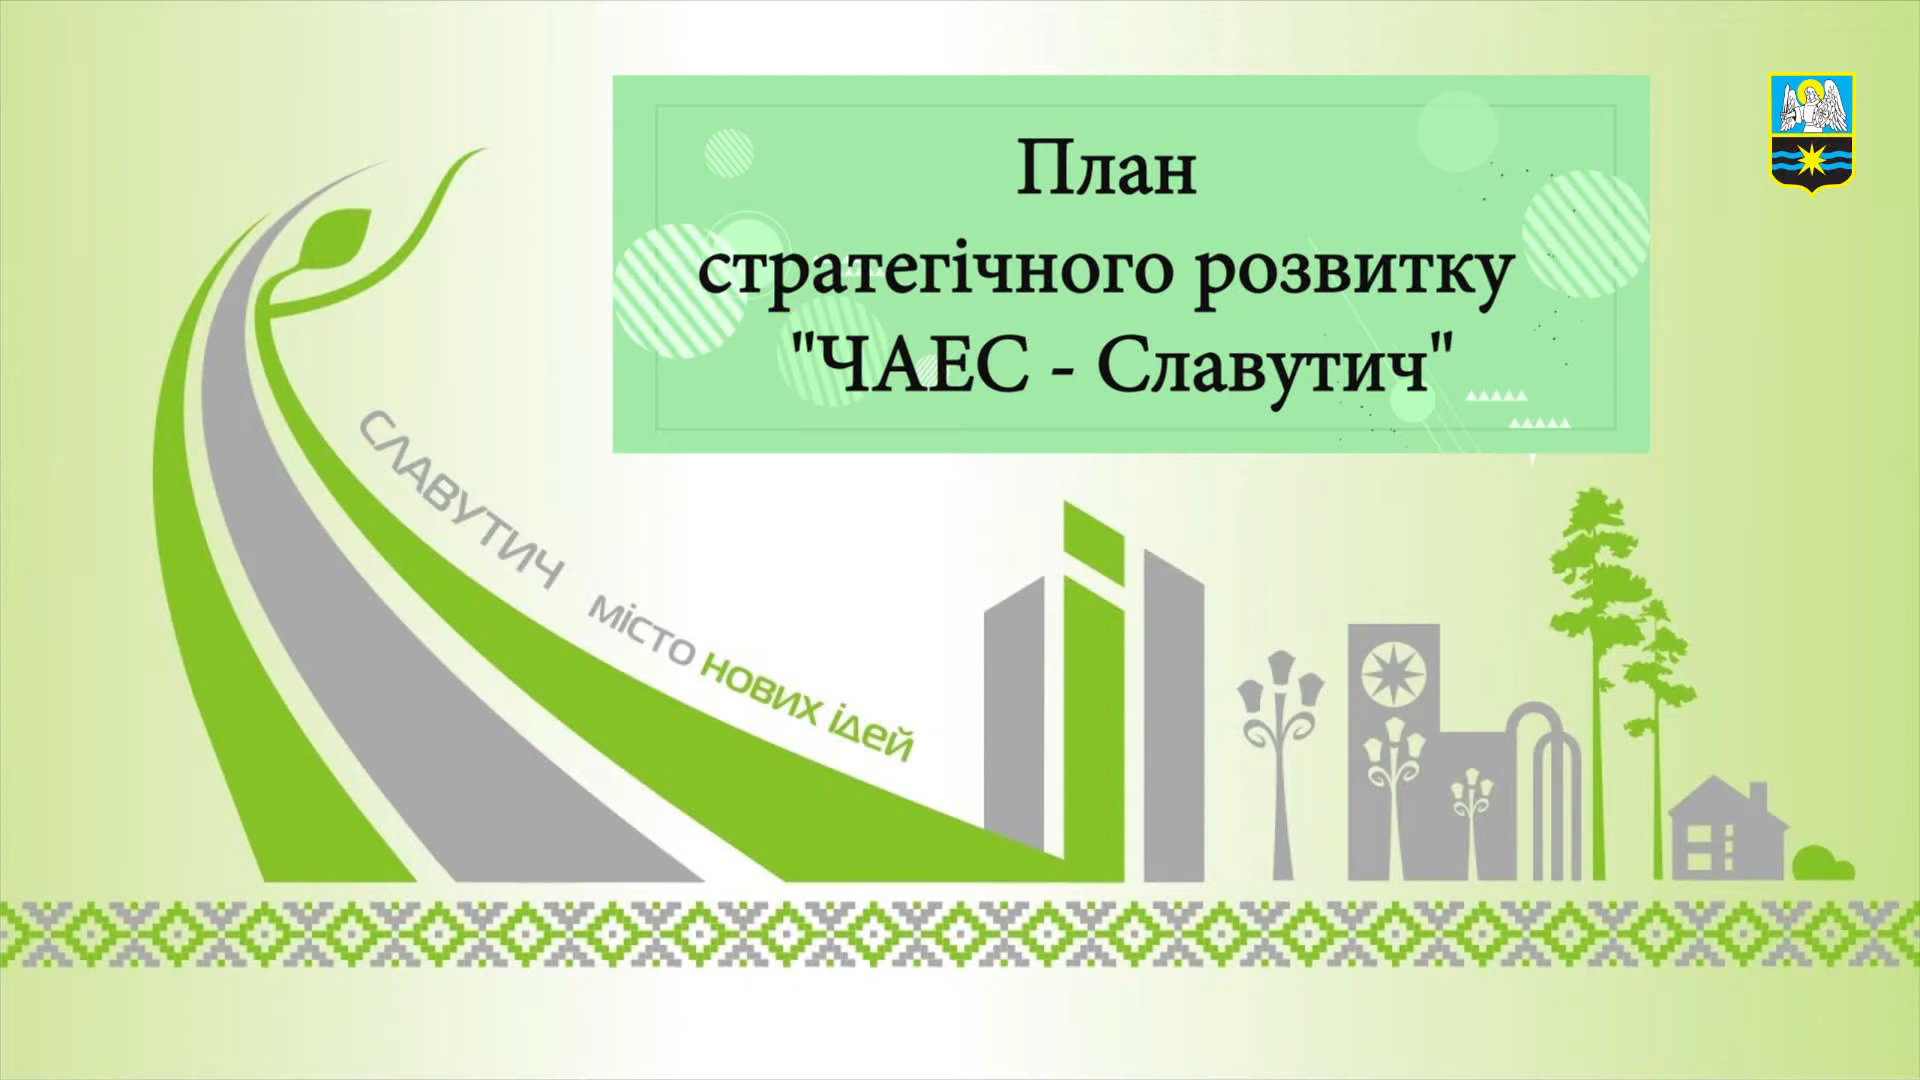 План
стратегічного розвитку
"ЧАЕС - Славутич"
СЛАВУТИЧ місто нових ідей